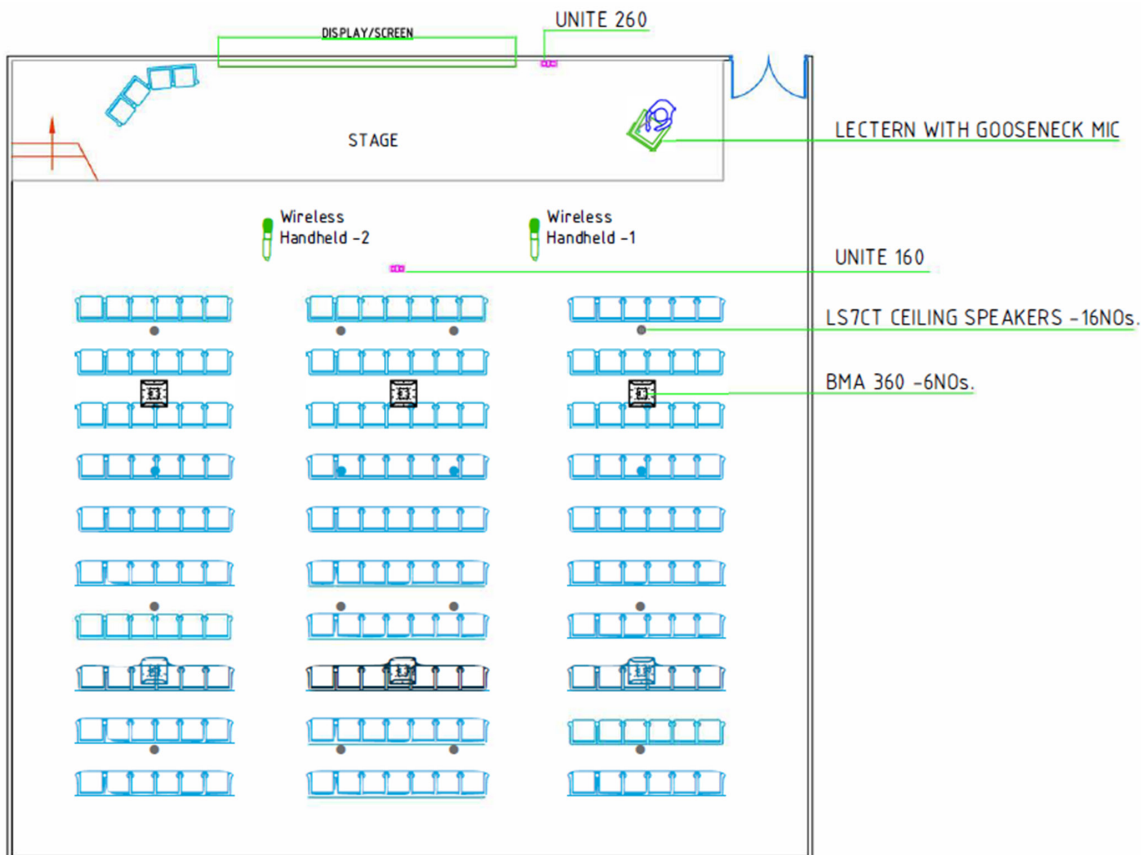 UNITE 260
DISPLAY/SCREEN
STAGE
LECTERN WITH GOOSENECK MIC
Wireless
Handheld -2
Wireless
Handheld -1
UNITE 160
LS7CT CEILING SPEAKERS -16NOs.
BMA 360 -6NOs.